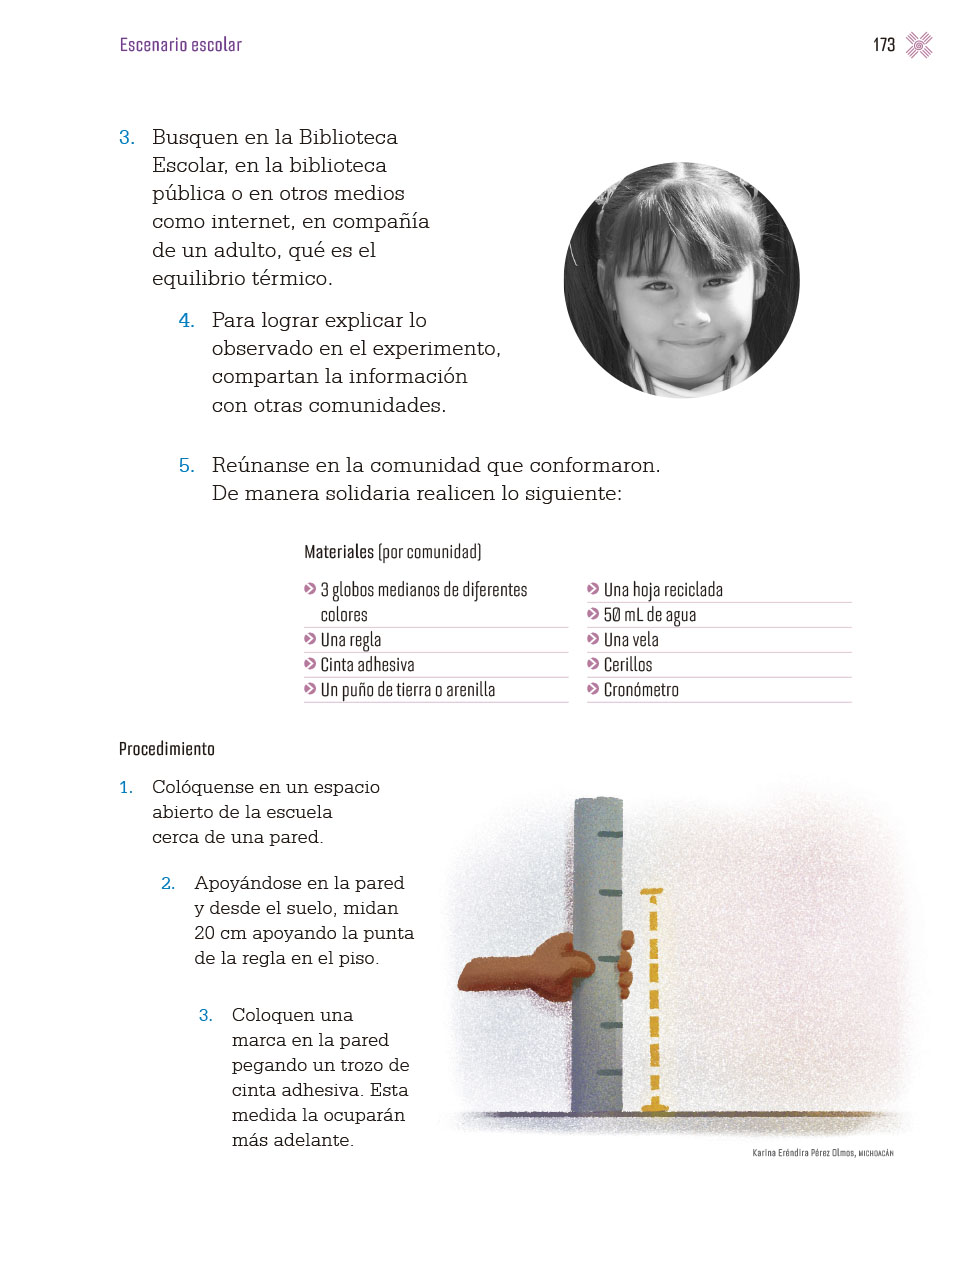 Escenario escolar
173
3. Busquen en la Biblioteca
Escolar, en la biblioteca
pública o en otros medios
como internet, en compañía
de un adulto, qué es el
equilibrio térmico.
4. Para lograr explicar lo
observado en el experimento,
compartan la información
con otras comunidades.
5. Reúnanse en la comunidad que conformaron.
De manera solidaria realicen lo siguiente:
Materiales (por comunidad)
3 globos medianos de diferentes
colores
Una regla
Cinta adhesiva
Un puño de tierra o arenilla
Una hoja reciclada
50 mL de agua
Una vela
Cerillos
Cronómetro
Procedimiento
1. Colóquense en un espacio
abierto de la escuela
cerca de una pared.
2. Apoyándose en la pared
y desde el suelo, midan
20 cm apoyando la punta
de la regla en el piso.
3. Coloquen una
marca en la pared
pegando un trozo de
cinta adhesiva. Esta
medida la ocuparán
más adelante.
Karina Eréndira Pérez Olmos, MICHOACÁN